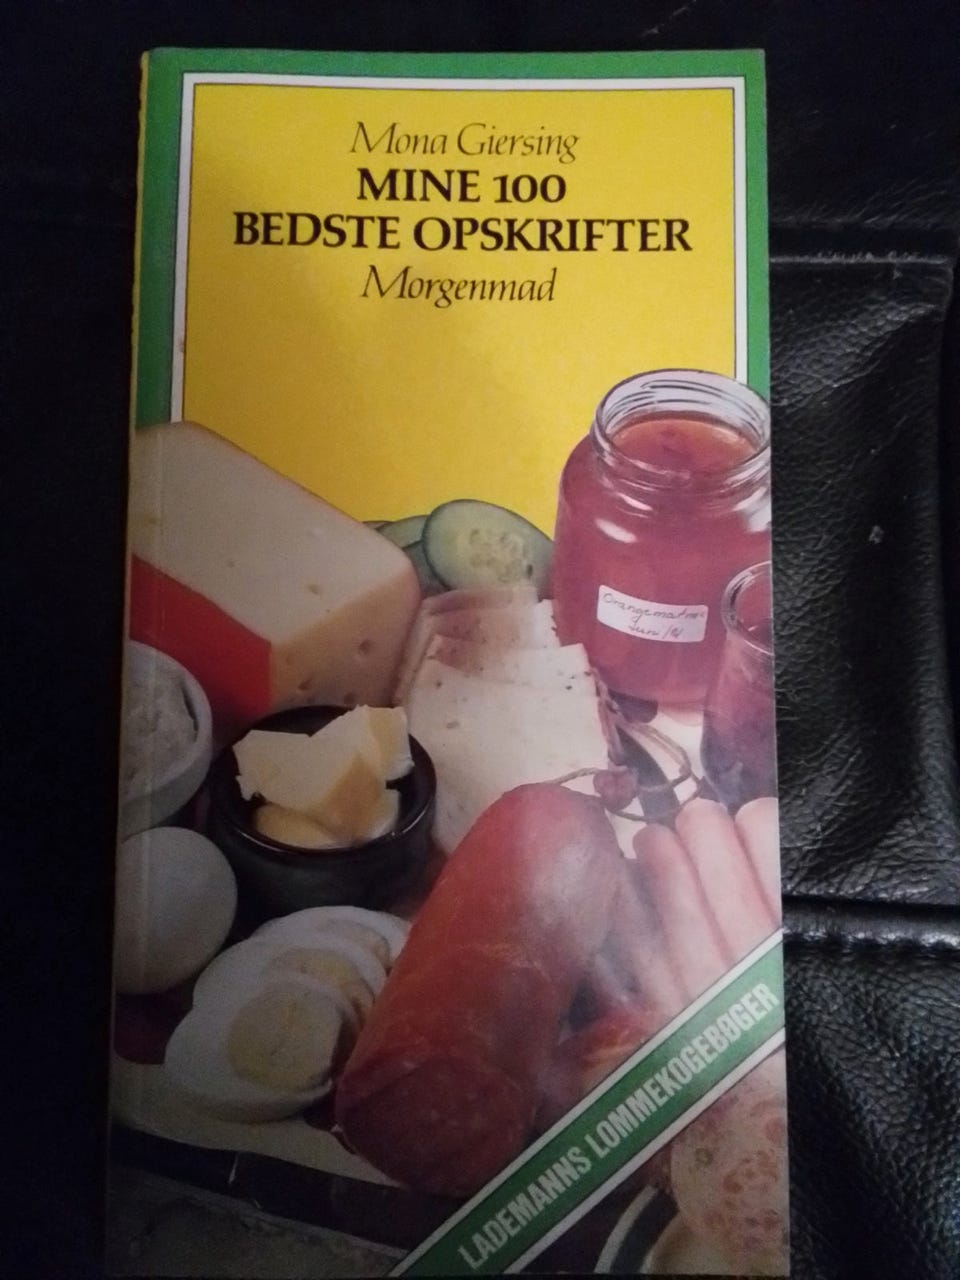 Mona Giersing
MINE 100
BEDSTE OPSKRIFTER
Morgenmad
LADEMANNS LOMMEKOGEBØGER